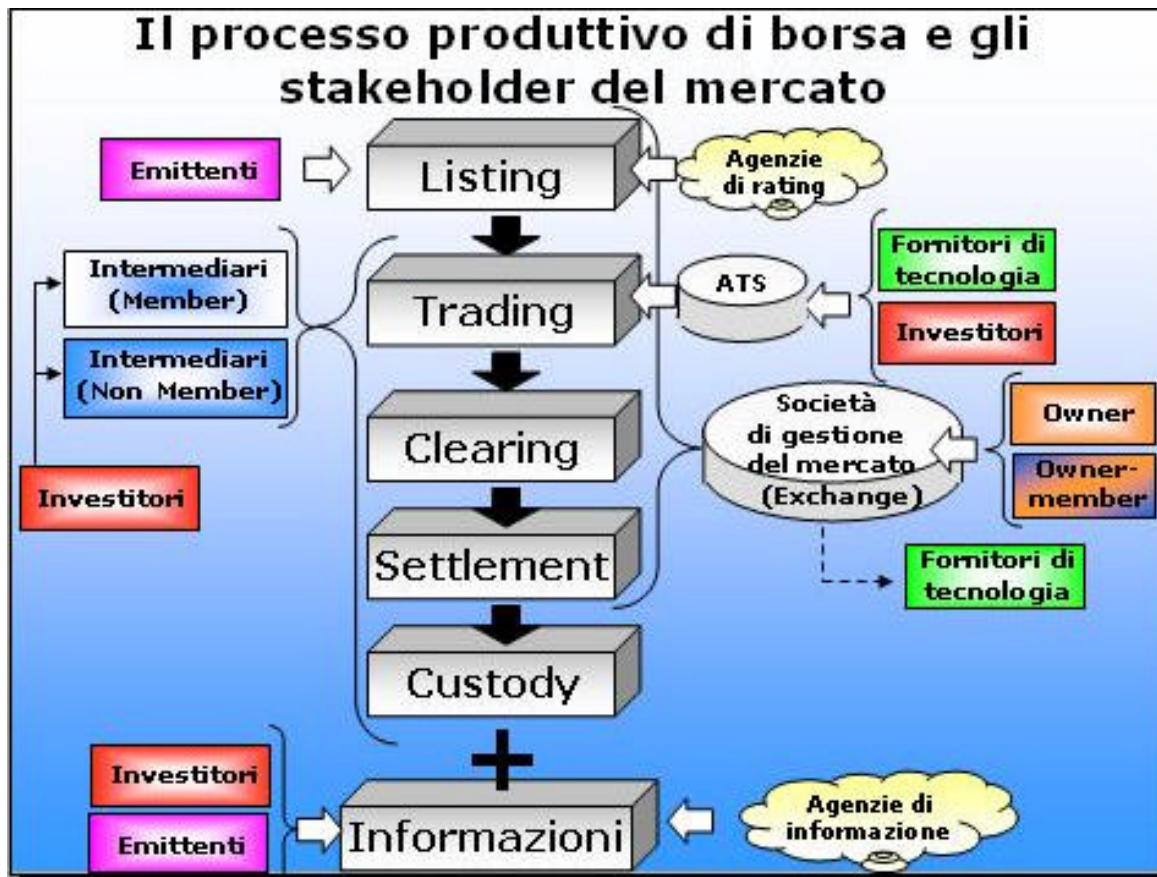 Il processo produttivo di borsa e gli
stakeholder del mercato
Emittenti
Listing
Agenzie
di rating
Intermediari
(Member)
Intermediari
(Non Member)
Investitori
Trading
ATS
Fornitori di
tecnologia
Investitori
Clearing
Società
di gestione
del mercato
(Exchange)
Owner
Owner-
member
Settlement
Fornitori di
tecnologia
Custody
+
Investitori
Emittenti
Informazioni
Agenzie di
informazione